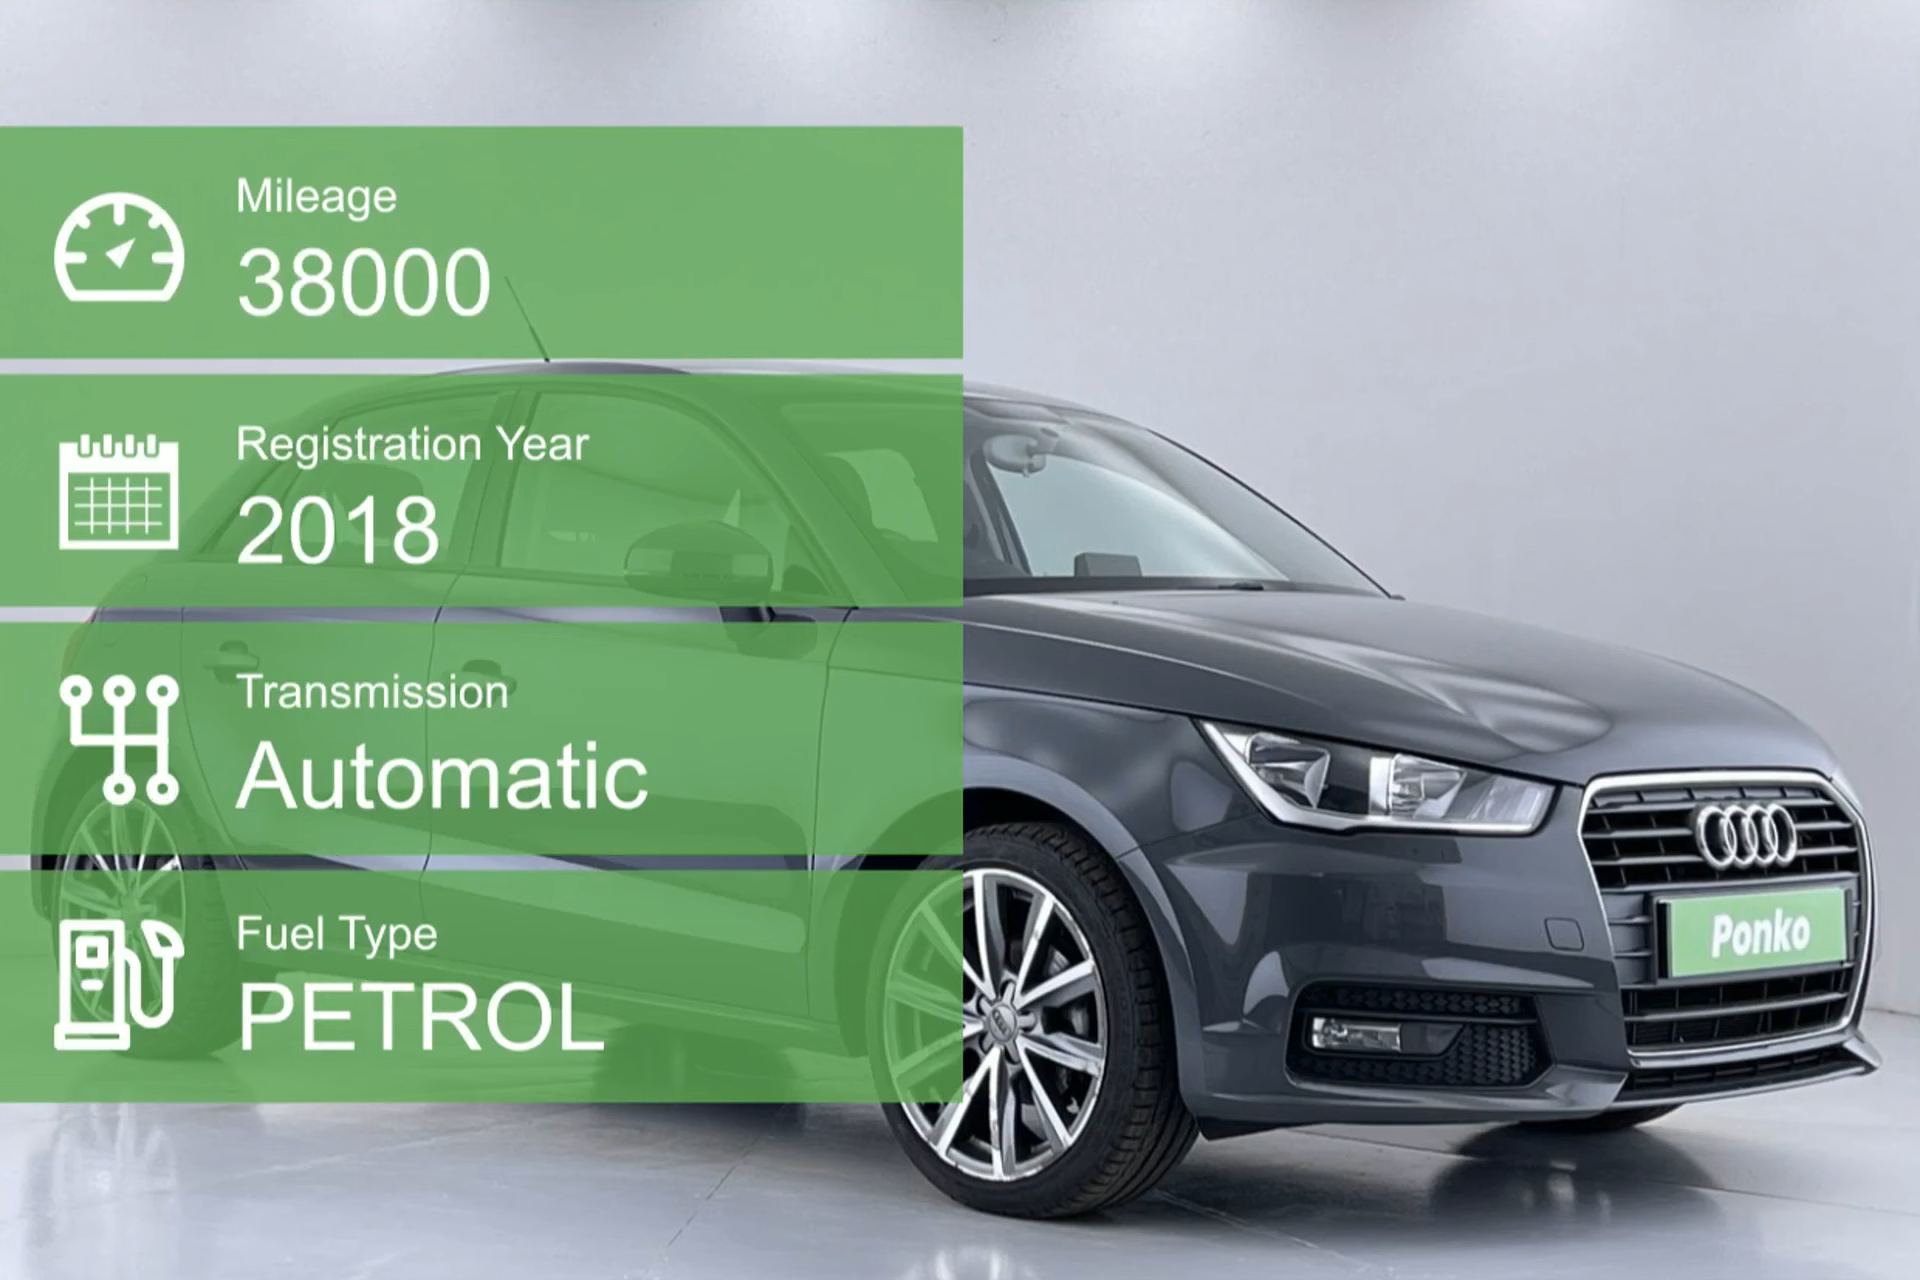 Mileage
38000
Registration Year
2018
Transmission
Automatic
Fuel Type
PETROL
Ponko